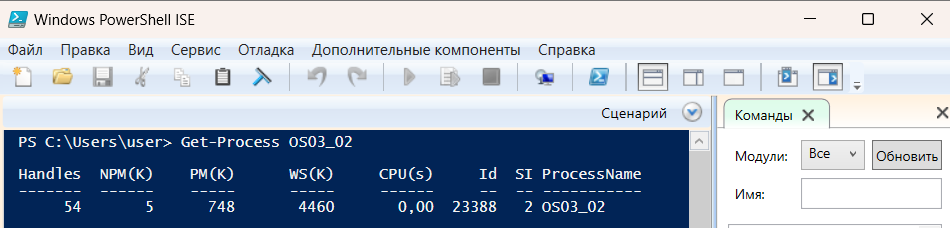 Windows PowerShell ISE
Файл Правка Вид Сервис Отладка Дополнительные компоненты Справка
Сценарий
PS C:\Users\user> Get-Process OS03_02
Handles NPM(K) PM(K) WS(K) CPU(s) Id SI ProcessName
------- ------ ----- ----- ------ -- -- -----------
54 5 748 4460 0,00 23388 2 OS03_02
Команды
Модули: Все Обновить
Имя: